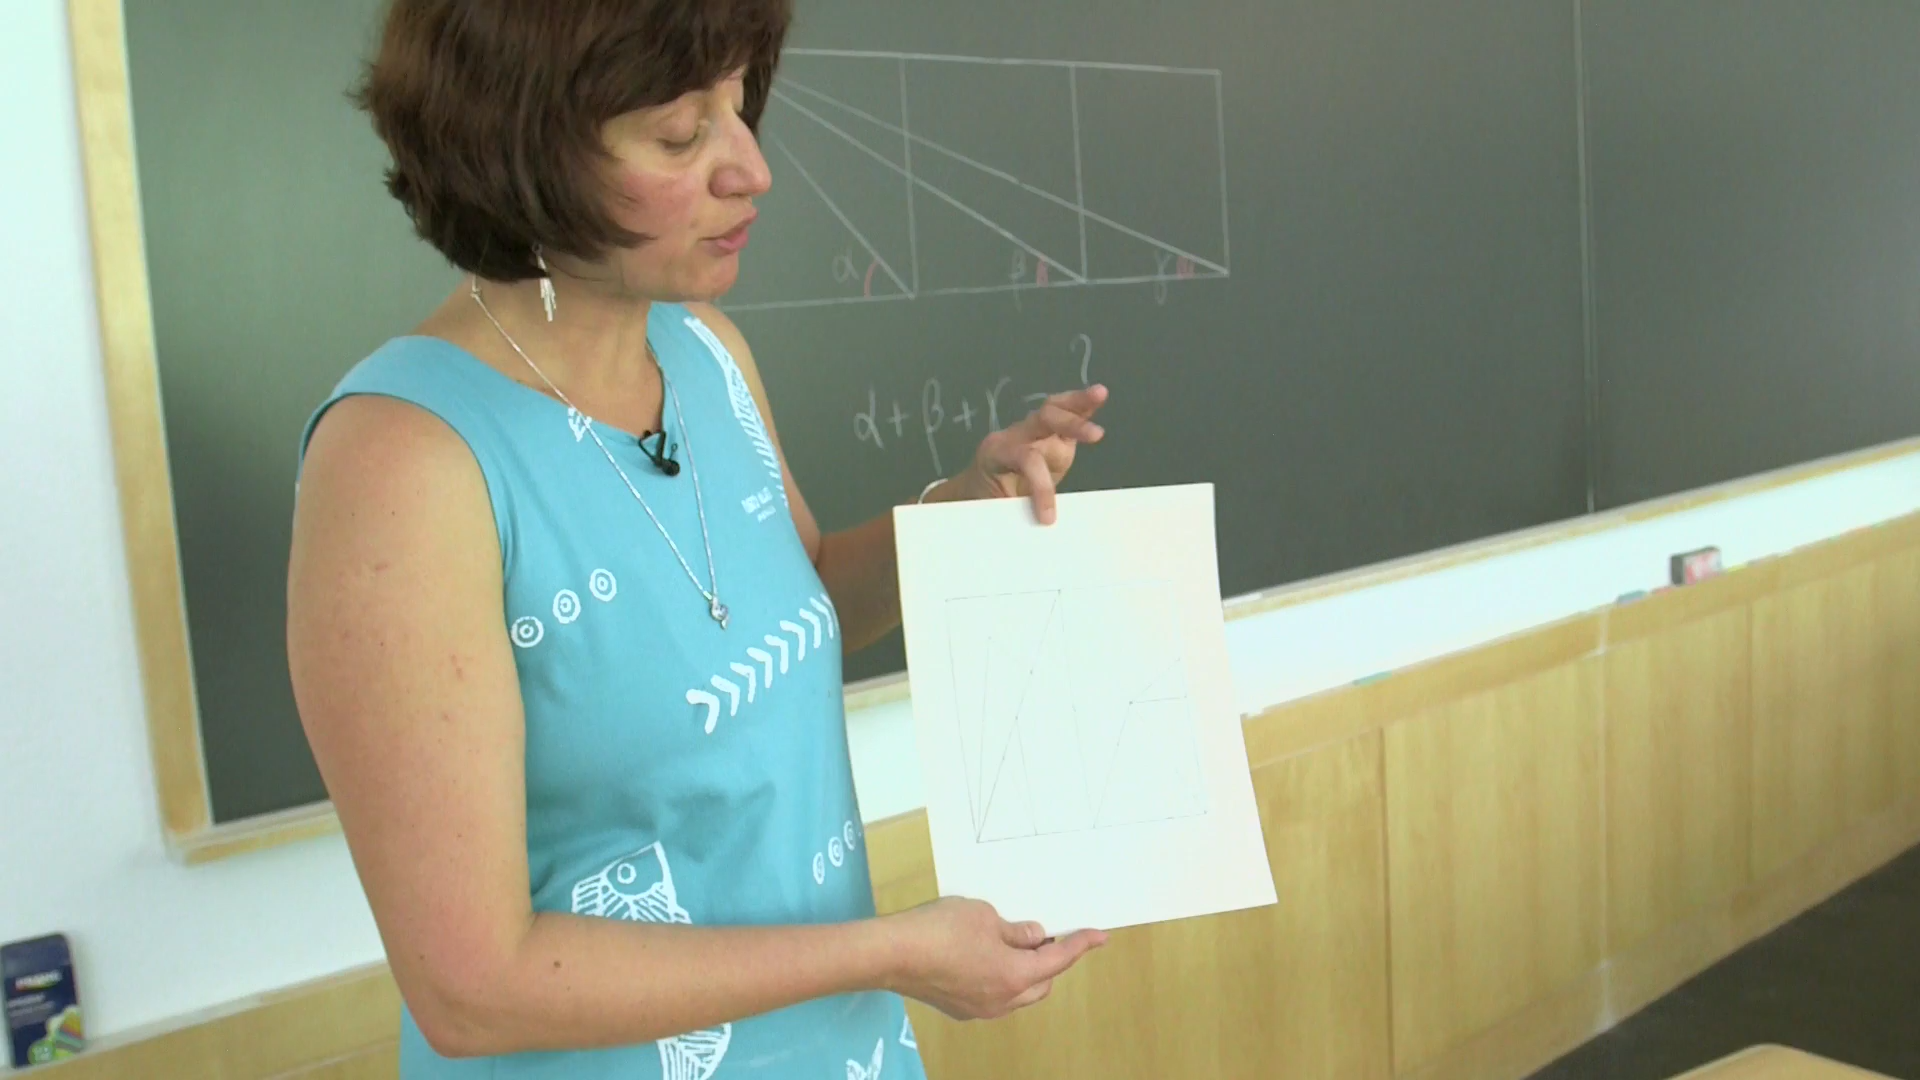 α β γ
α + β + γ = ?